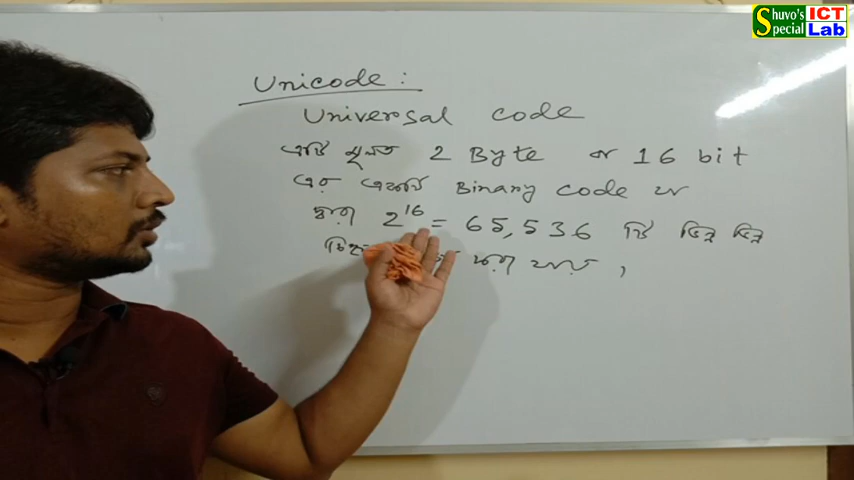 Shuvo's Special ICT Lab
Unicode :
Universal code
এটি মূলত 2 Byte or 16 bit
এর একটি Binary code যা
দ্বারা 2^16 = 65,536 টি ভিন্ন ভিন্ন
চিহ্ন করা যায়,